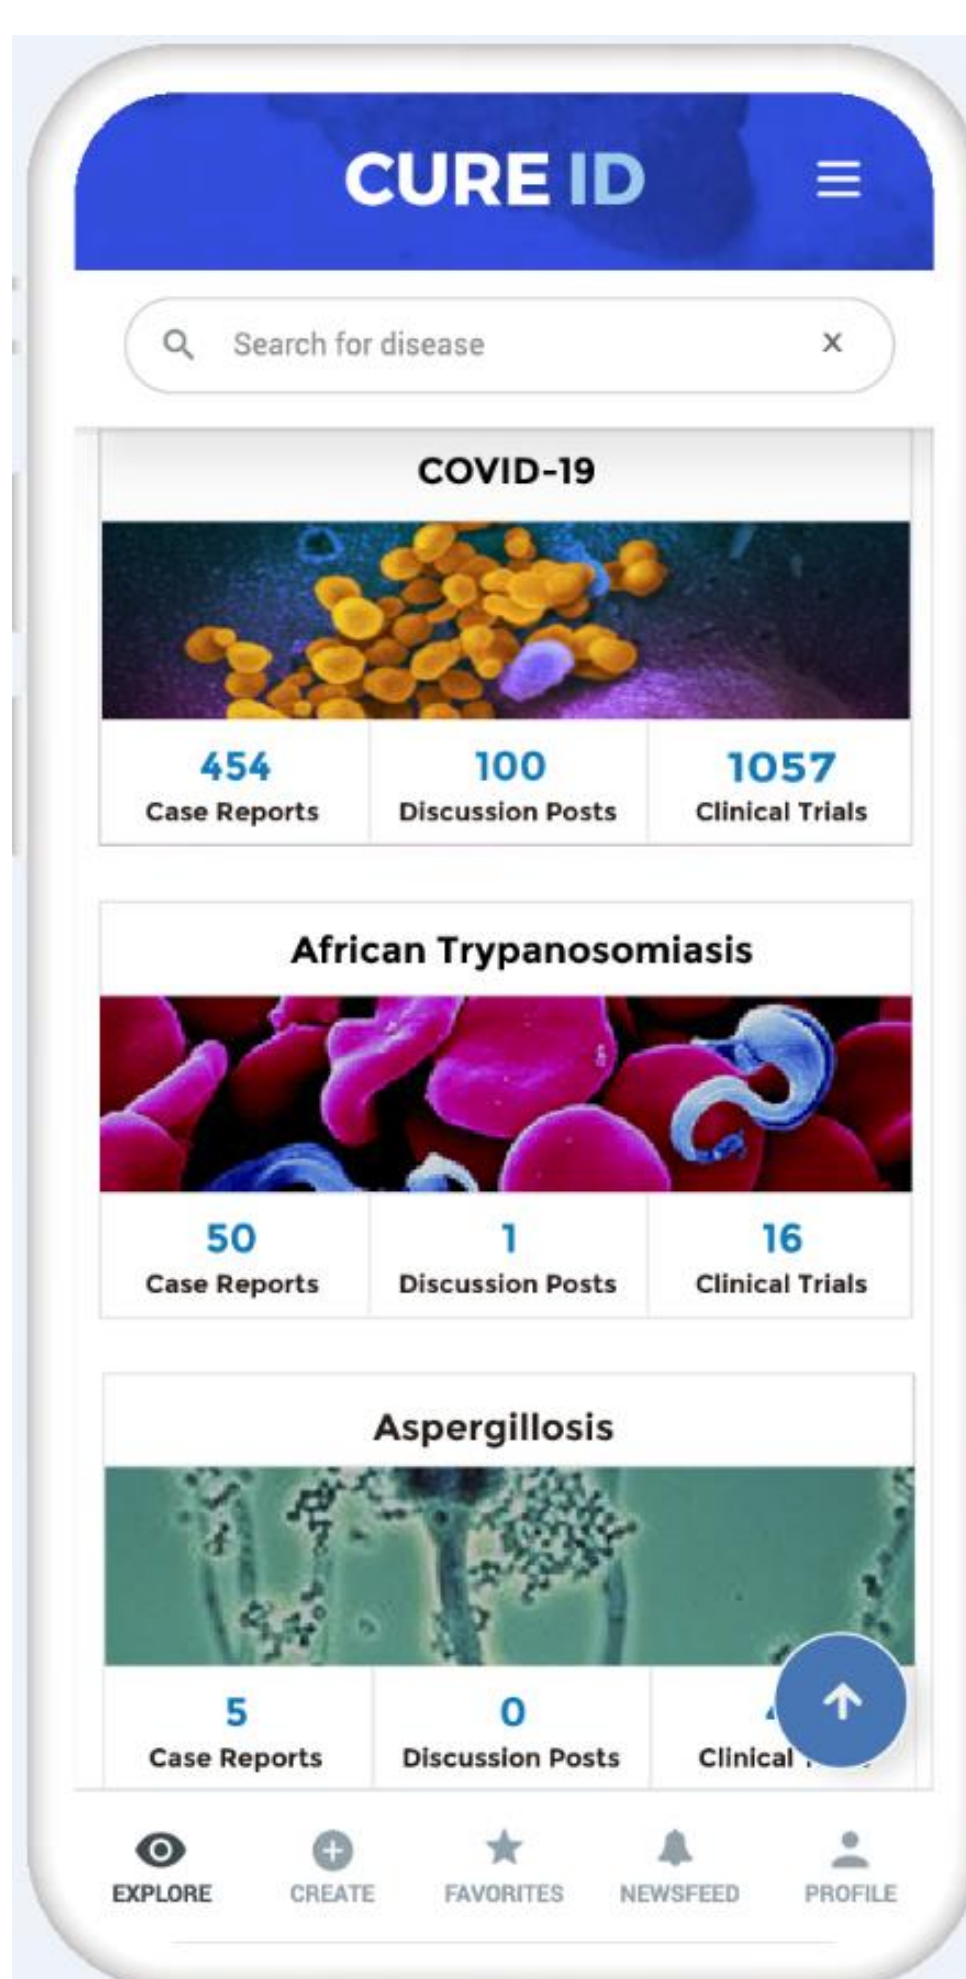 CURE ID
Search for disease
COVID-19
454 100 1057
Case Reports Discussion Posts Clinical Trials
African Trypanosomiasis
50 1 16
Case Reports Discussion Posts Clinical Trials
Aspergillosis
5 0
Case Reports Discussion Posts Clinical
EXPLORE CREATE FAVORITES NEWSFEED PROFILE